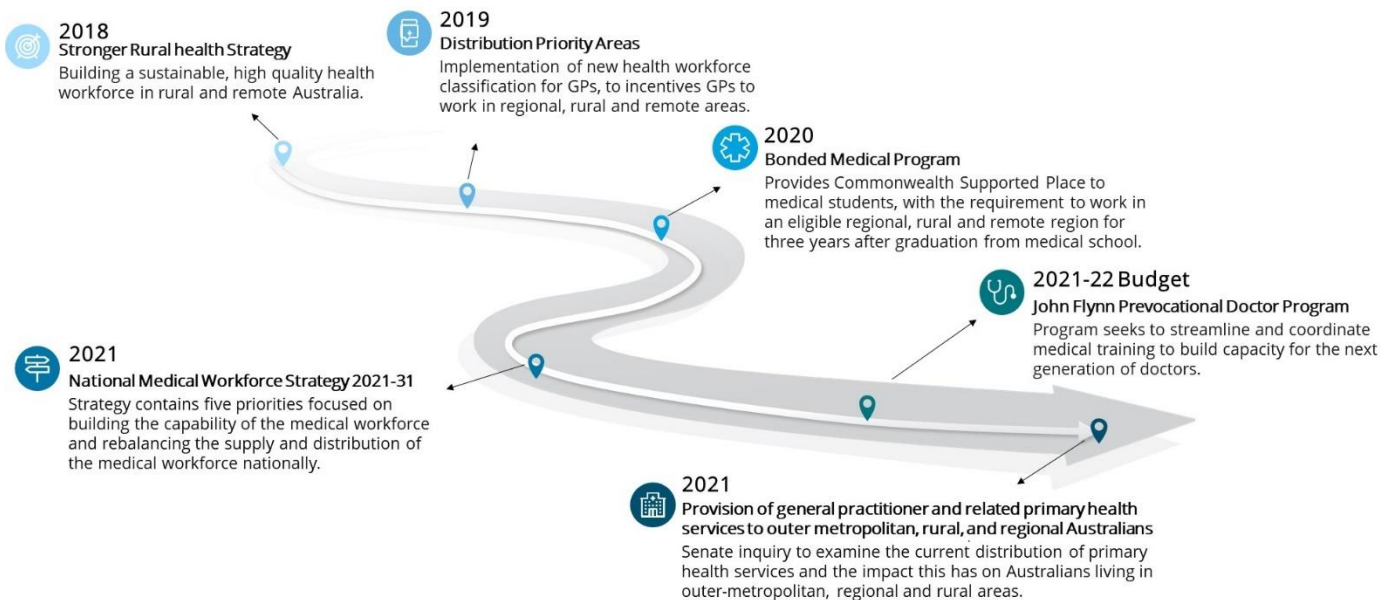 2018
Stronger Rural health Strategy
Building a sustainable, high quality health
workforce in rural and remote Australia.
2019
Distribution Priority Areas
Implementation of new health workforce
classification for GPs, to incentives GPs to
work in regional, rural and remote areas.
2020
Bonded Medical Program
Provides Commonwealth Supported Place to
medical students, with the requirement to work in
an eligible regional, rural and remote region for
three years after graduation from medical school.
2021
National Medical Workforce Strategy 2021-31
Strategy contains five priorities focused on
building the capability of the medical workforce
and rebalancing the supply and distribution of
the medical workforce nationally.
2021-22 Budget
John Flynn Prevocational Doctor Program
Program seeks to streamline and coordinate
medical training to build capacity for the next
generation of doctors.
2021
Provision of general practitioner and related primary health
services to outer metropolitan, rural, and regional Australians
Senate inquiry to examine the current distribution of primary
health services and the impact this has on Australians living in
outer-metropolitan, regional and rural areas.